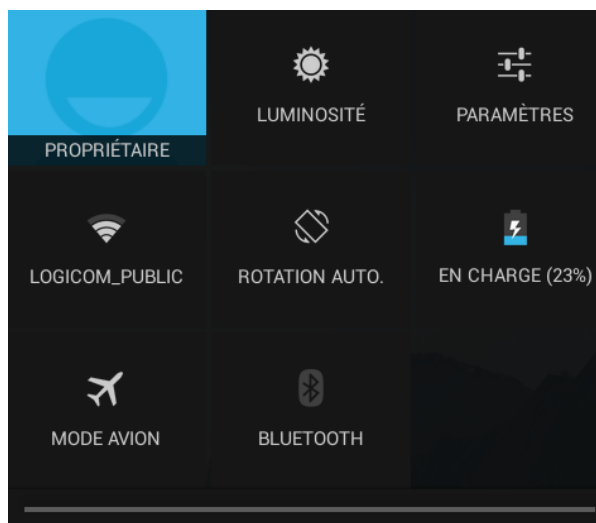 PROPRIÉTAIRE
LUMINOSITÉ
PARAMÈTRES
LOGICOM_PUBLIC
ROTATION AUTO.
EN CHARGE (23%)
MODE AVION
BLUETOOTH